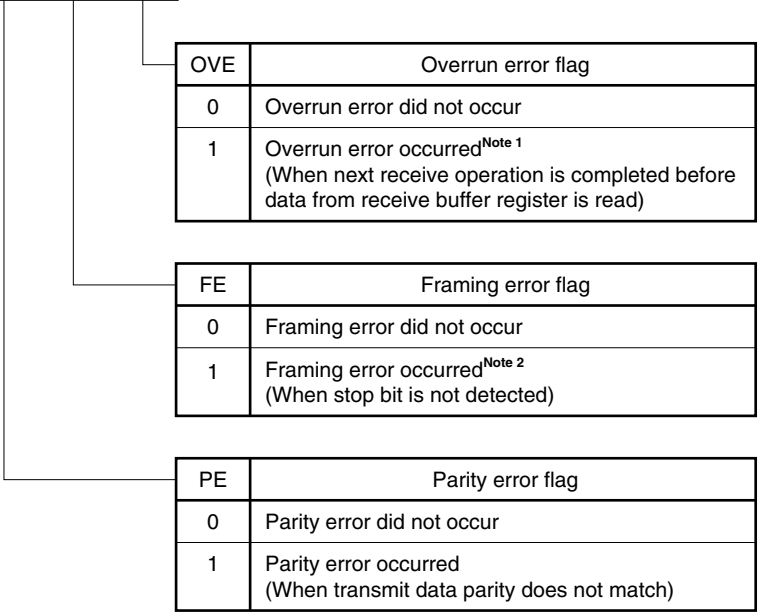 OVE Overrun error flag
0 Overrun error did not occur
1 Overrun error occurredNote 1
(When next receive operation is completed before
data from receive buffer register is read)
FE Framing error flag
0 Framing error did not occur
1 Framing error occurredNote 2
(When stop bit is not detected)
PE Parity error flag
0 Parity error did not occur
1 Parity error occurred
(When transmit data parity does not match)